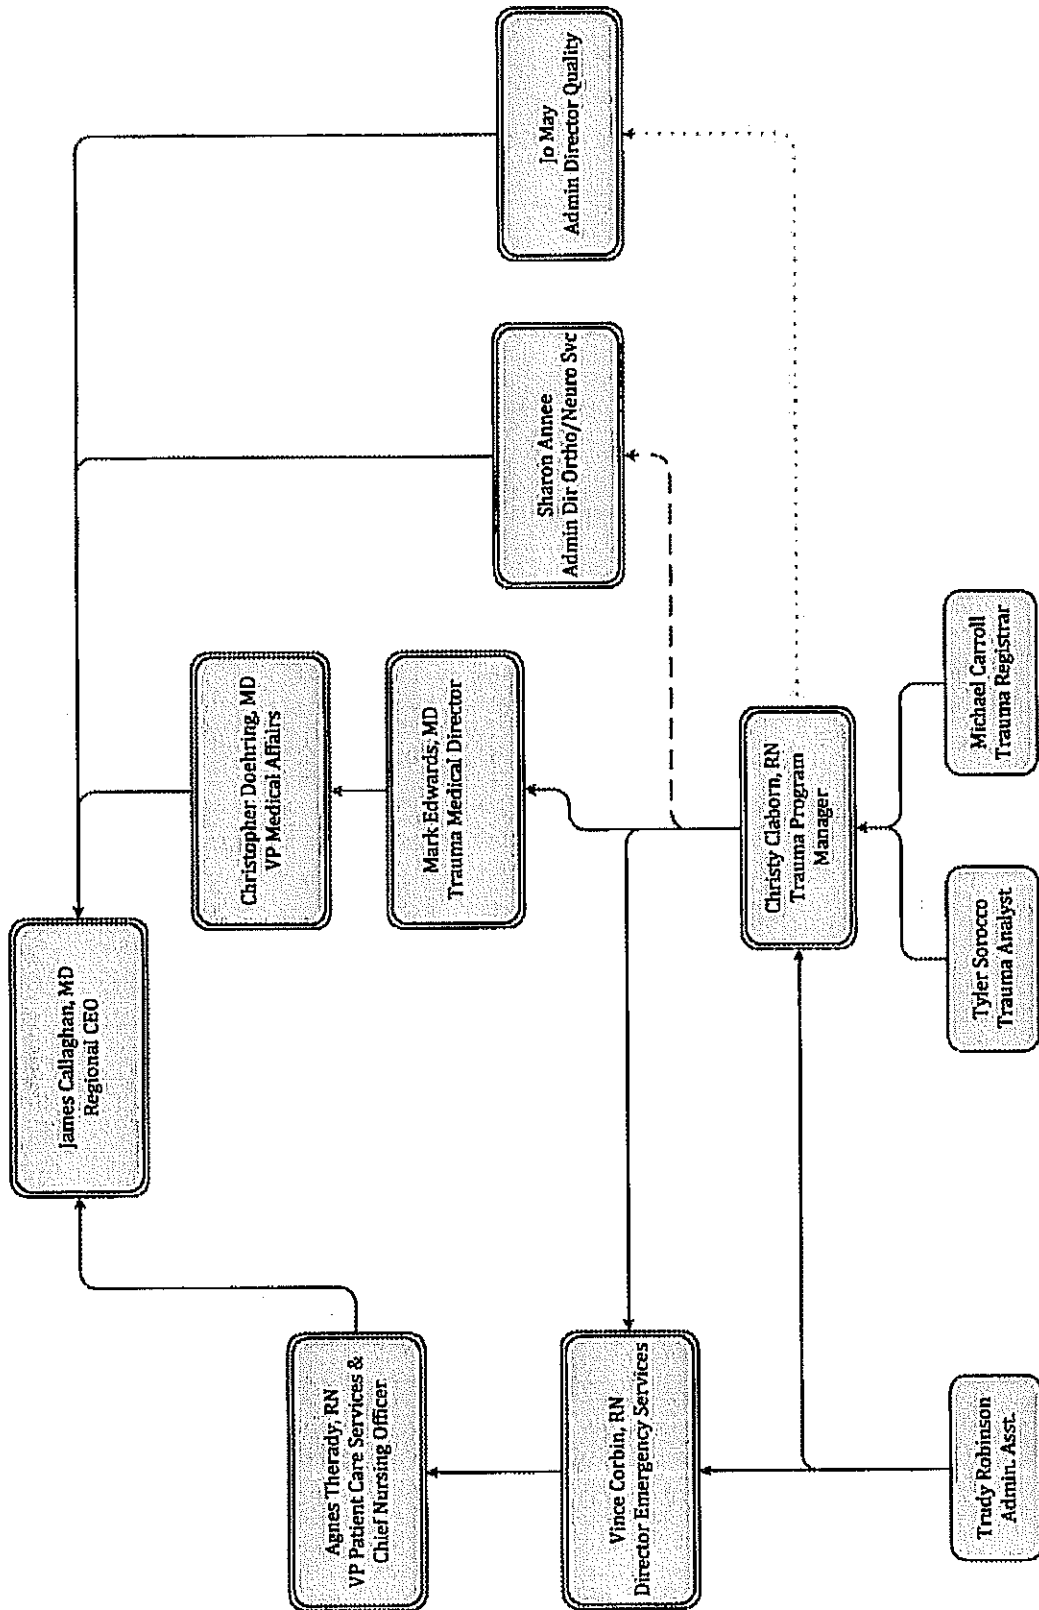 James Callaghan, MD
Regional CEO
Christopher Doehring, MD
VP Medical Affairs
Agnes Therady, RN
VP Patient Care Services &
Chief Nursing Officer
Mark Edwards, MD
Trauma Medical Director
Sharon Annee
Admin Dir Ortho/Neuro Svc
Jo May
Admin Director Quality
Vince Corbin, RN
Director Emergency Services
Christy Claborn, RN
Trauma Program
Manager
Trudy Robinson
Admin. Asst.
Tyler Sorocco
Trauma Analyst
Michael Carroll
Trauma Registrar